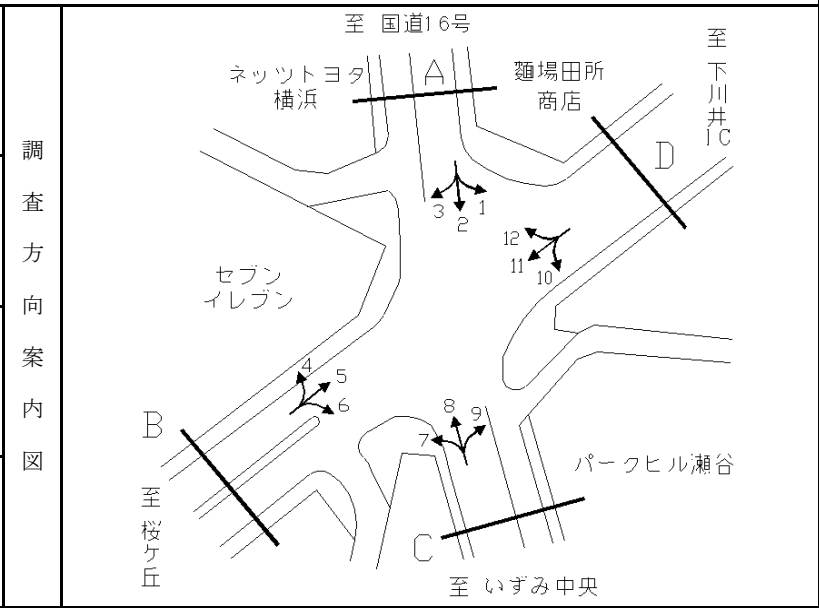 調査方向案内図
至 国道16号
ネッツトヨタ
横浜
A
麺場田所
商店
至下川井IC
D
1
2
3
12
11
10
セブン
イレブン
4
5
6
B
7
8
9
至桜ケ丘
パークヒル瀬谷
C
至 いずみ中央